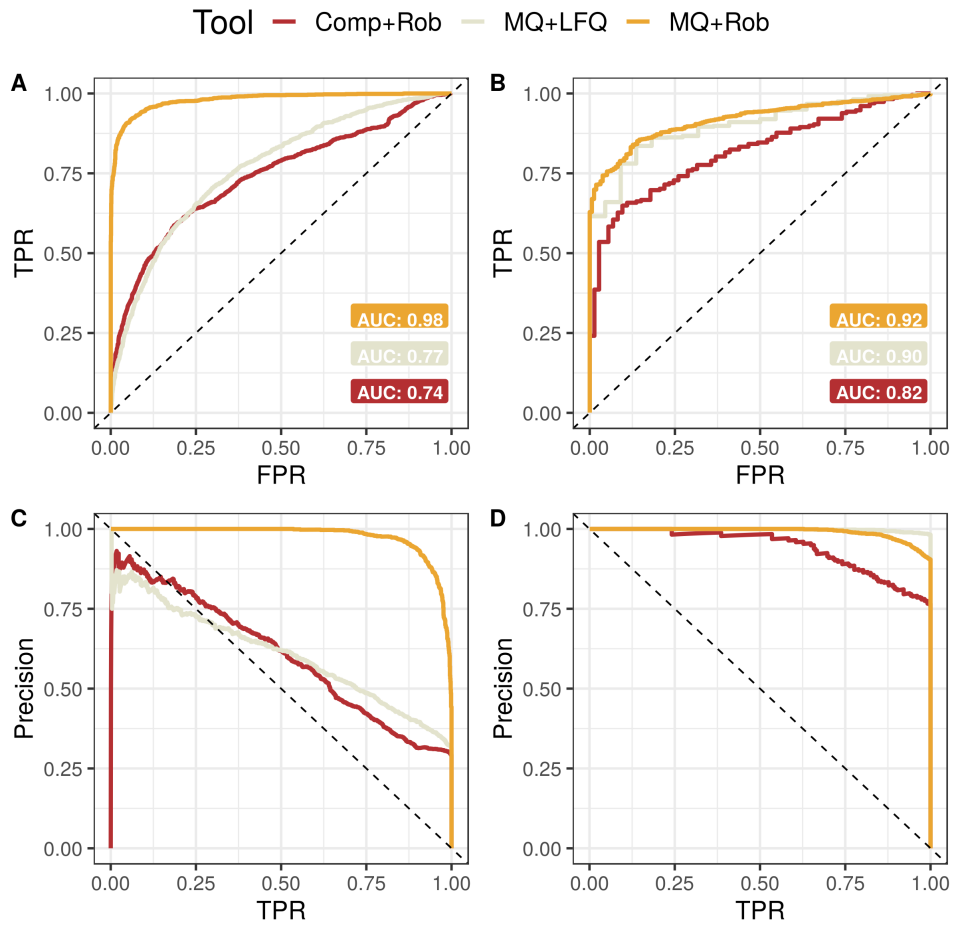 Tool Comp+Rob MQ+LFQ MQ+Rob
A
1.00
0.75
0.50
0.25
0.00
TPR
AUC: 0.98
AUC: 0.77
AUC: 0.74
0.00 0.25 0.50 0.75 1.00
FPR
B
1.00
0.75
0.50
0.25
0.00
TPR
AUC: 0.92
AUC: 0.90
AUC: 0.82
0.00 0.25 0.50 0.75 1.00
FPR
C
1.00
0.75
0.50
0.25
0.00
Precision
0.00 0.25 0.50 0.75 1.00
TPR
D
1.00
0.75
0.50
0.25
0.00
Precision
0.00 0.25 0.50 0.75 1.00
TPR